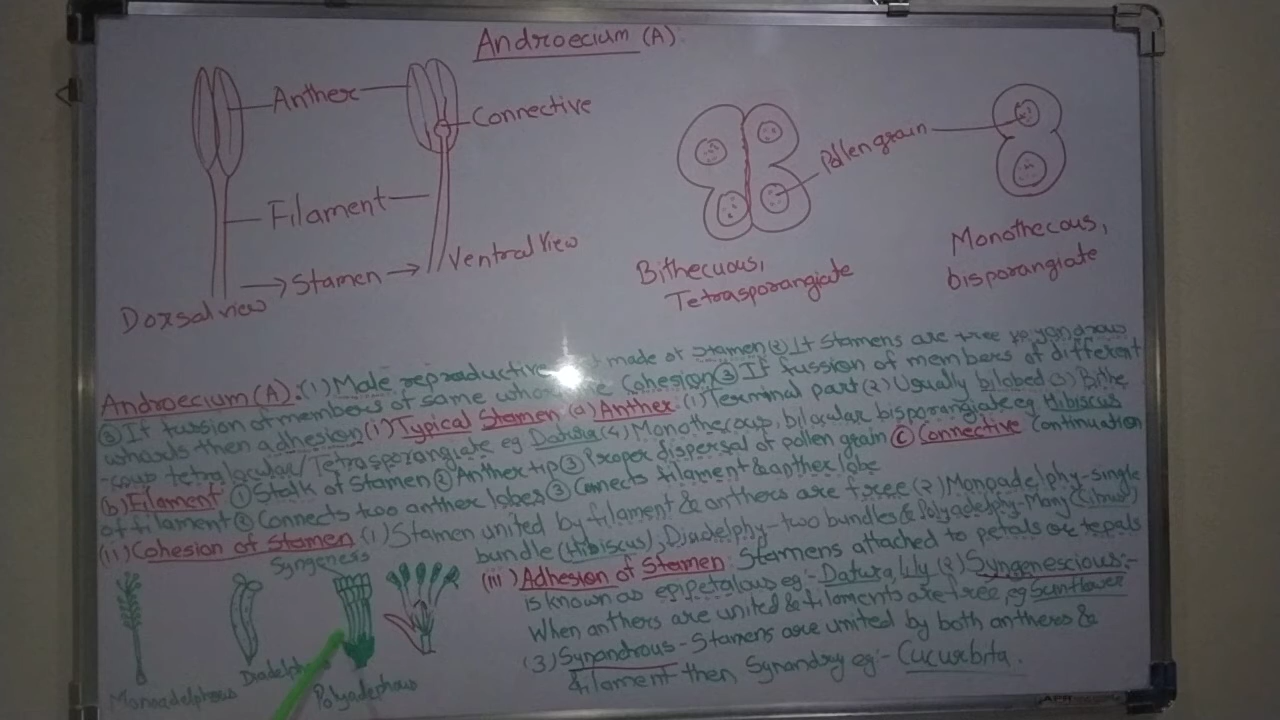 Androecium (A)
Anther
Connective
Filament
Stamen
Ventral View
Dorsal view
Pollen grain
Bithecuous,
Tetrasporangiate
Monothecous,
bisporangiate
Androecium (A):- (1) Male reproductive made of stamen (2) If Stamens are free
(3) If fussion of members of same whorl Cohesion (3) If fussion of members of different
whorls then adhesion (i) Typical Stamen (a) Anther (1) Terminal part (2) Usually bilobed (3) Bithe
-cous tetralocular/Tetrasporangiate eg Datura (4) Monothecous, bilocular bisporangiate eg Hibiscus
(b) Filament (1) Stalk of Stamen (2) Anther tip (3) Proper dispersal of pollen grain (C) Connective Continuation
of filament (2) Connects two anther lobes (3) Connects filament & anther lobe
(ii) Cohesion of Stamen (1) Stamen united by filament & anthers are free (2) Monoadelphy-single
bundle (Hibiscus), Diadelphy-two bundles & Polyadelphy-Many (Citrus)
Syngeness
Monoadelphous
Diadelph
Polyadephous
(iii) Adhesion of Stamen Stamens attached to petals or tepals
is known as epipetalous eg:- Datura, lily (2) Syngenescious:-
When anthers are united & filaments are free, eg Sunflower
(3) Synandrous - Stamens are united by both anthers &
filament then Synandry eg:- Cucurbita.